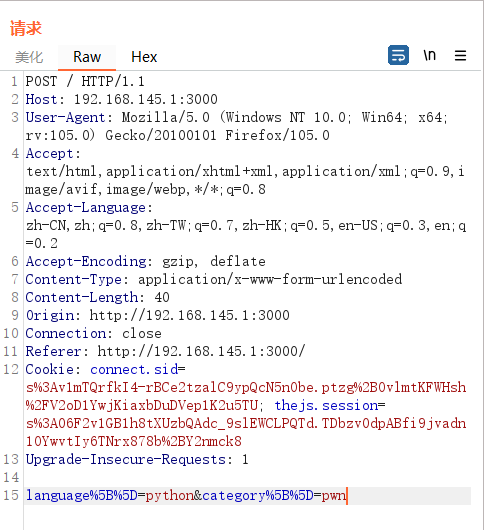 请求
美化 Raw Hex \n
1 POST / HTTP/1.1
2 Host: 192.168.145.1:3000
3 User-Agent: Mozilla/5.0 (Windows NT 10.0; Win64; x64;
rv:105.0) Gecko/20100101 Firefox/105.0
4 Accept:
text/html,application/xhtml+xml,application/xml;q=0.9,i
mage/avif,image/webp,*/*;q=0.8
5 Accept-Language:
zh-CN,zh;q=0.8,zh-TW;q=0.7,zh-HK;q=0.5,en-US;q=0.3,en;q
=0.2
6 Accept-Encoding: gzip, deflate
7 Content-Type: application/x-www-form-urlencoded
8 Content-Length: 40
9 Origin: http://192.168.145.1:3000
10 Connection: close
11 Referer: http://192.168.145.1:3000/
12 Cookie: connect.sid=
s%3Av1mTQrfkI4-rBCe2tzalC9ypQcN5n0be.ptzg%2B0vlmtKFWHsh
%2FV2oD1YwjKiaxbDuDVep1K2u5TU; thejs.session=
s%3AO6F2v1GB1h8tXUzbQAdc_9slEWCLPQTd.TDbzv0dpABfi9jvadn
1OYwvtIy6TNrx878b%2BY2nmck8
13 Upgrade-Insecure-Requests: 1
14
15 language%5B%5D=python&category%5B%5D=pwn